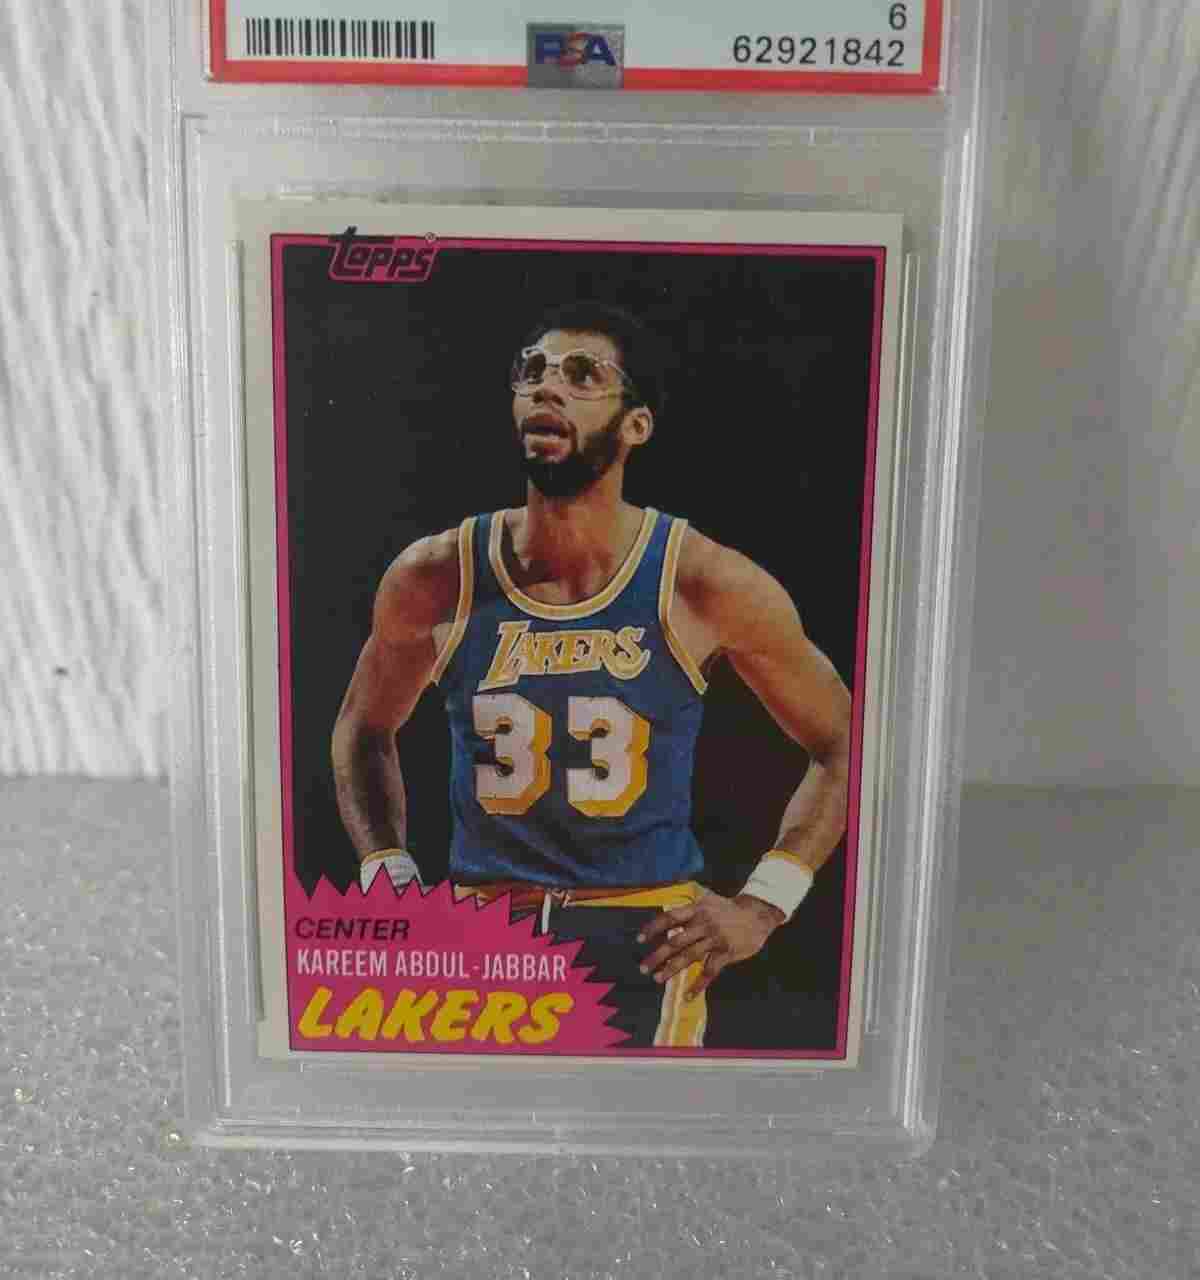 6
PSA
62921842
Topps®
LAKERS
33
CENTER
KAREEM ABDUL-JABBAR
LAKERS